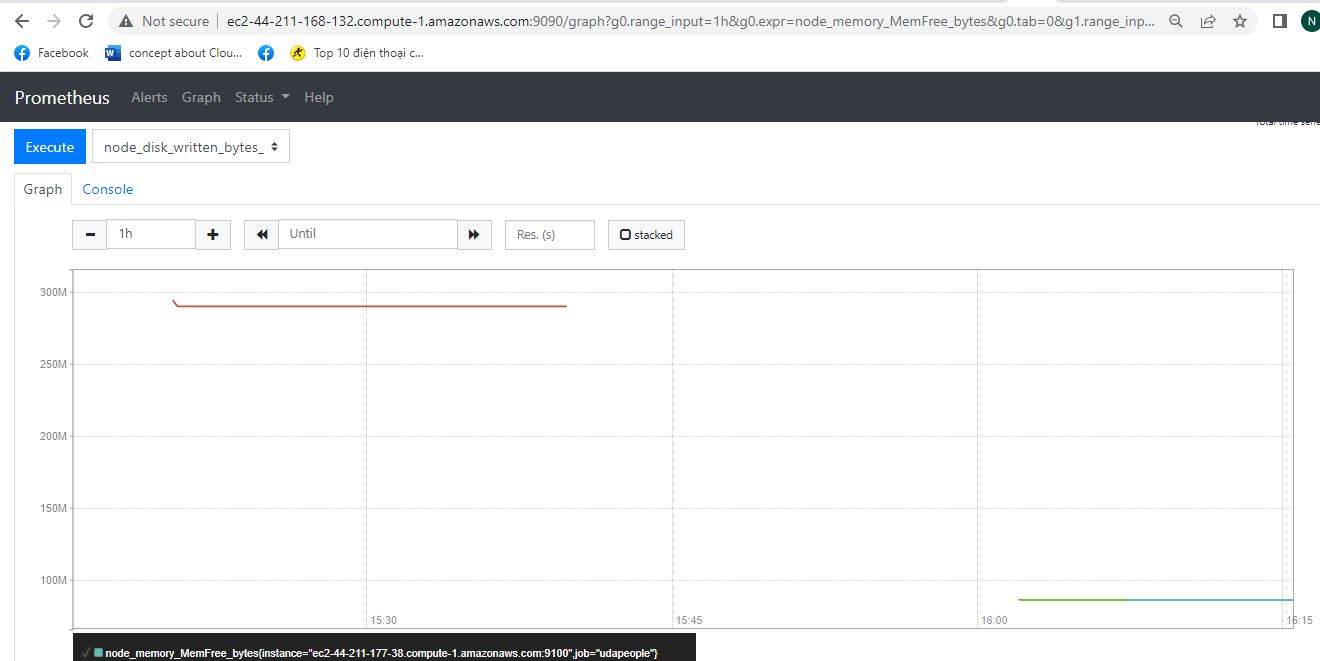 Not secure
ec2-44-211-168-132.compute-1.amazonaws.com:9090/graph?g0.range_input=1h&g0.expr=node_memory_MemFree_bytes&g0.tab=0&g1.range_inp...
N
Facebook
W
concept about Clou...
Top 10 điện thoại c...
Prometheus
Alerts
Graph
Status
Help
Total time serie
Execute
node_disk_written_bytes_
Graph
Console
1h
Until
Res. (s)
stacked
300M
250M
200M
150M
100M
15:30
15:45
16:00
16:15
node_memory_MemFree_bytes{instance="ec2-44-211-177-38.compute-1.amazonaws.com:9100",job="udapeople"}